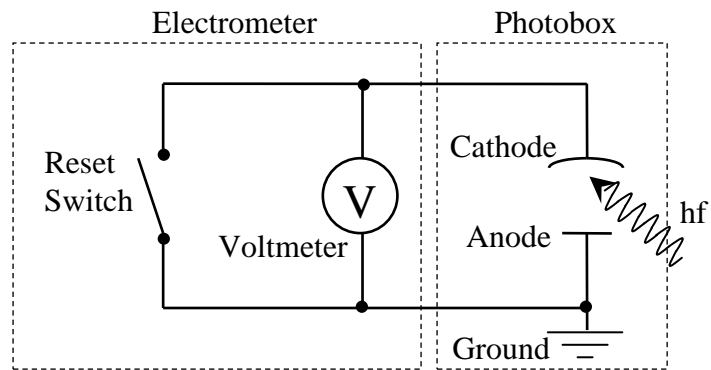 Electrometer
Photobox
Reset
Switch
V
Voltmeter
Cathode
hf
Anode
Ground